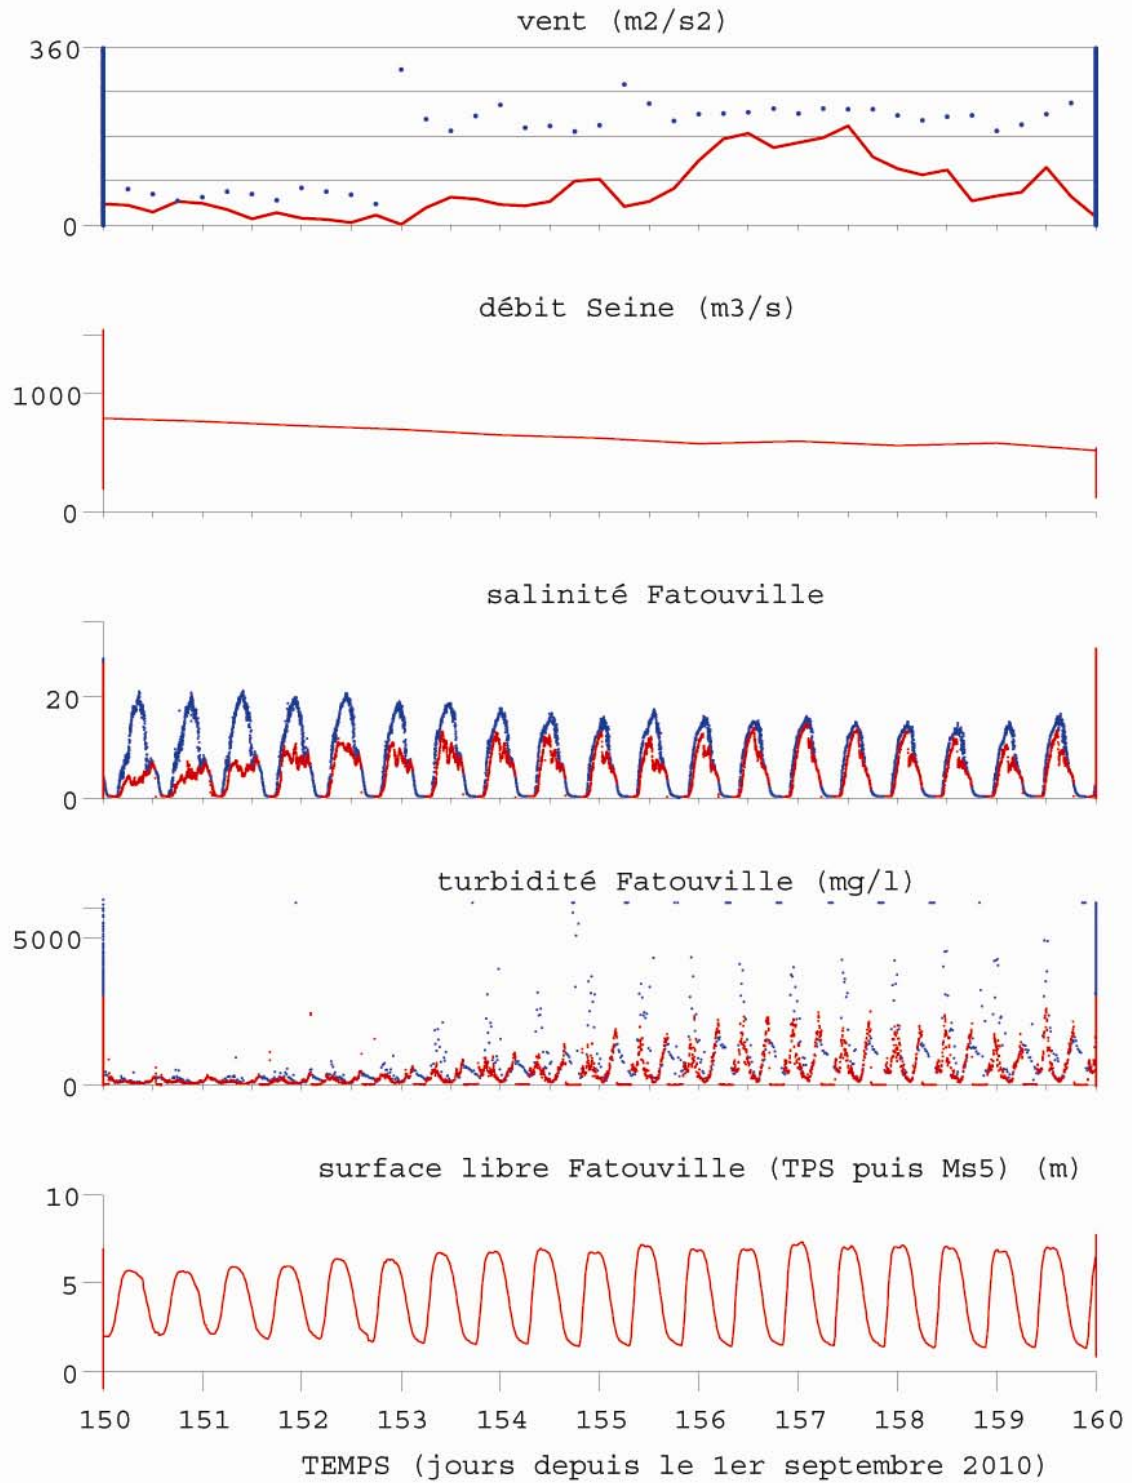 vent (m2/s2)
360
0
débit Seine (m3/s)
1000
0
salinité Fatouville
20
0
turbidité Fatouville (mg/l)
5000
0
surface libre Fatouville (TPS puis Ms5) (m)
10
5
0
150 151 152 153 154 155 156 157 158 159 160
TEMPS (jours depuis le 1er septembre 2010)